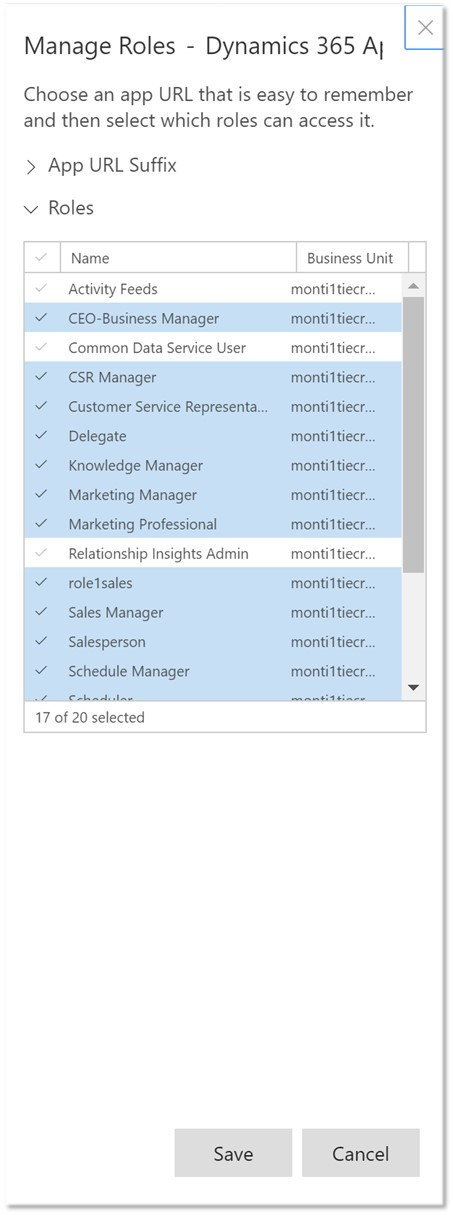 Manage Roles - Dynamics 365 Ap
Choose an app URL that is easy to remember
and then select which roles can access it.
App URL Suffix
Roles
Name Business Unit
Activity Feeds monti1tiecr...
CEO-Business Manager monti1tiecr...
Common Data Service User monti1tiecr...
CSR Manager monti1tiecr...
Customer Service Representa... monti1tiecr...
Delegate monti1tiecr...
Knowledge Manager monti1tiecr...
Marketing Manager monti1tiecr...
Marketing Professional monti1tiecr...
Relationship Insights Admin monti1tiecr...
role1sales monti1tiecr...
Sales Manager monti1tiecr...
Salesperson monti1tiecr...
Schedule Manager monti1tiecr...
Scheduler monti1tiecr...
17 of 20 selected
Save Cancel